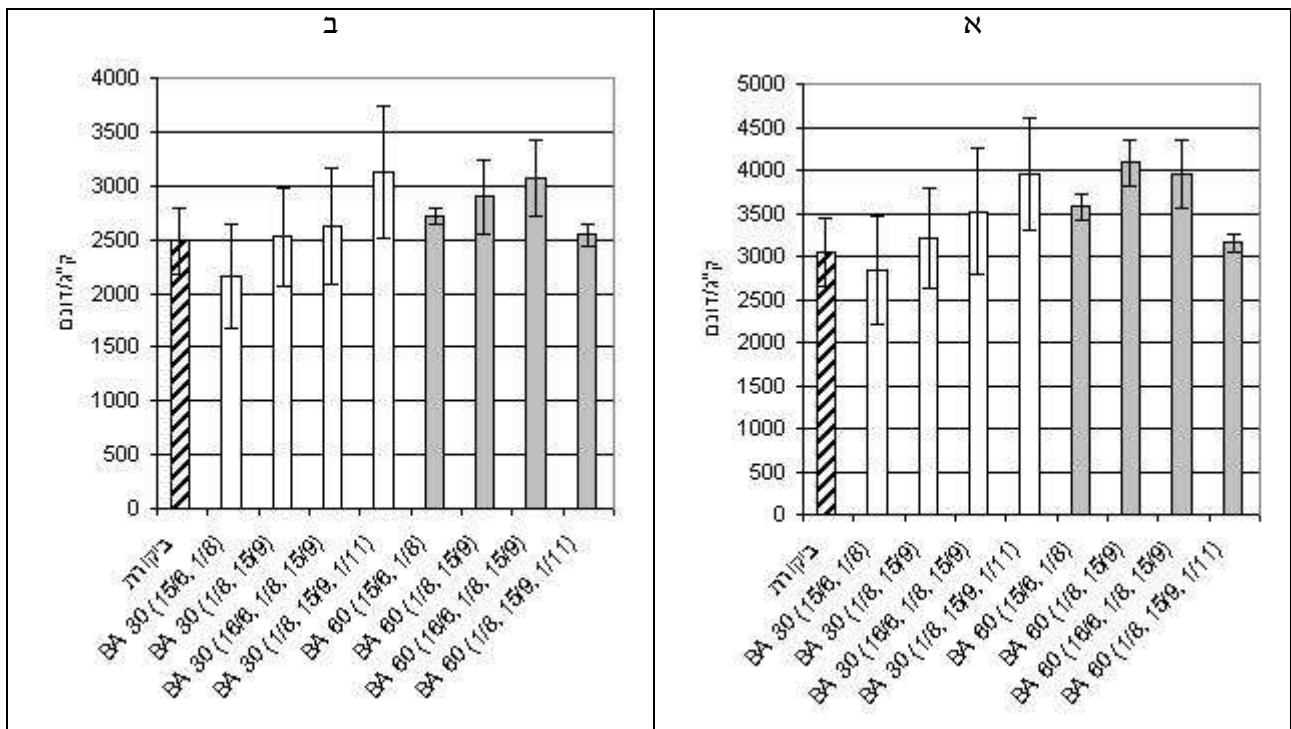 א
5000
4500
4000
3500
3000
2500
2000
1500
1000
500
0
ק"ג/דונם
ביקורת
BA 30 (15/6, 1/8)
BA 30 (1/8, 15/9)
BA 30 (16/6, 1/8, 15/9)
BA 30 (1/8, 15/9, 1/11)
BA 60 (15/6, 1/8)
BA 60 (1/8, 15/9)
BA 60 (16/6, 1/8, 15/9)
BA 60 (1/8, 15/9, 1/11)
ב
4000
3500
3000
2500
2000
1500
1000
500
0
ק"ג/דונם
ביקורת
BA 30 (15/6, 1/8)
BA 30 (1/8, 15/9)
BA 30 (16/6, 1/8, 15/9)
BA 30 (1/8, 15/9, 1/11)
BA 60 (15/6, 1/8)
BA 60 (1/8, 15/9)
BA 60 (16/6, 1/8, 15/9)
BA 60 (1/8, 15/9, 1/11)